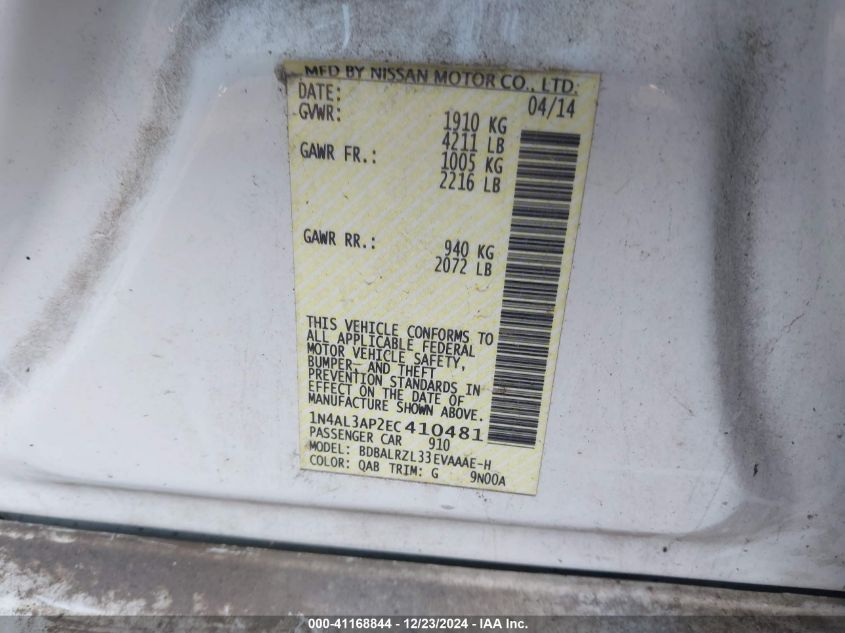 MFD BY NISSAN MOTOR CO., LTD.
DATE: 04/14
GVWR: 1910 KG
4211 LB
GAWR FR.: 1005 KG
2216 LB
GAWR RR.: 940 KG
2072 LB
THIS VEHICLE CONFORMS TO
ALL APPLICABLE FEDERAL
MOTOR VEHICLE SAFETY,
BUMPER, AND THEFT
PREVENTION STANDARDS IN
EFFECT ON THE DATE OF
MANUFACTURE SHOWN ABOVE.
1N4AL3AP2EC410481
PASSENGER CAR 910
MODEL: BDBALRZL33EVAAAE-H
COLOR: QAB TRIM: G 9N00A
000-41168844 - 12/23/2024 - IAA Inc.